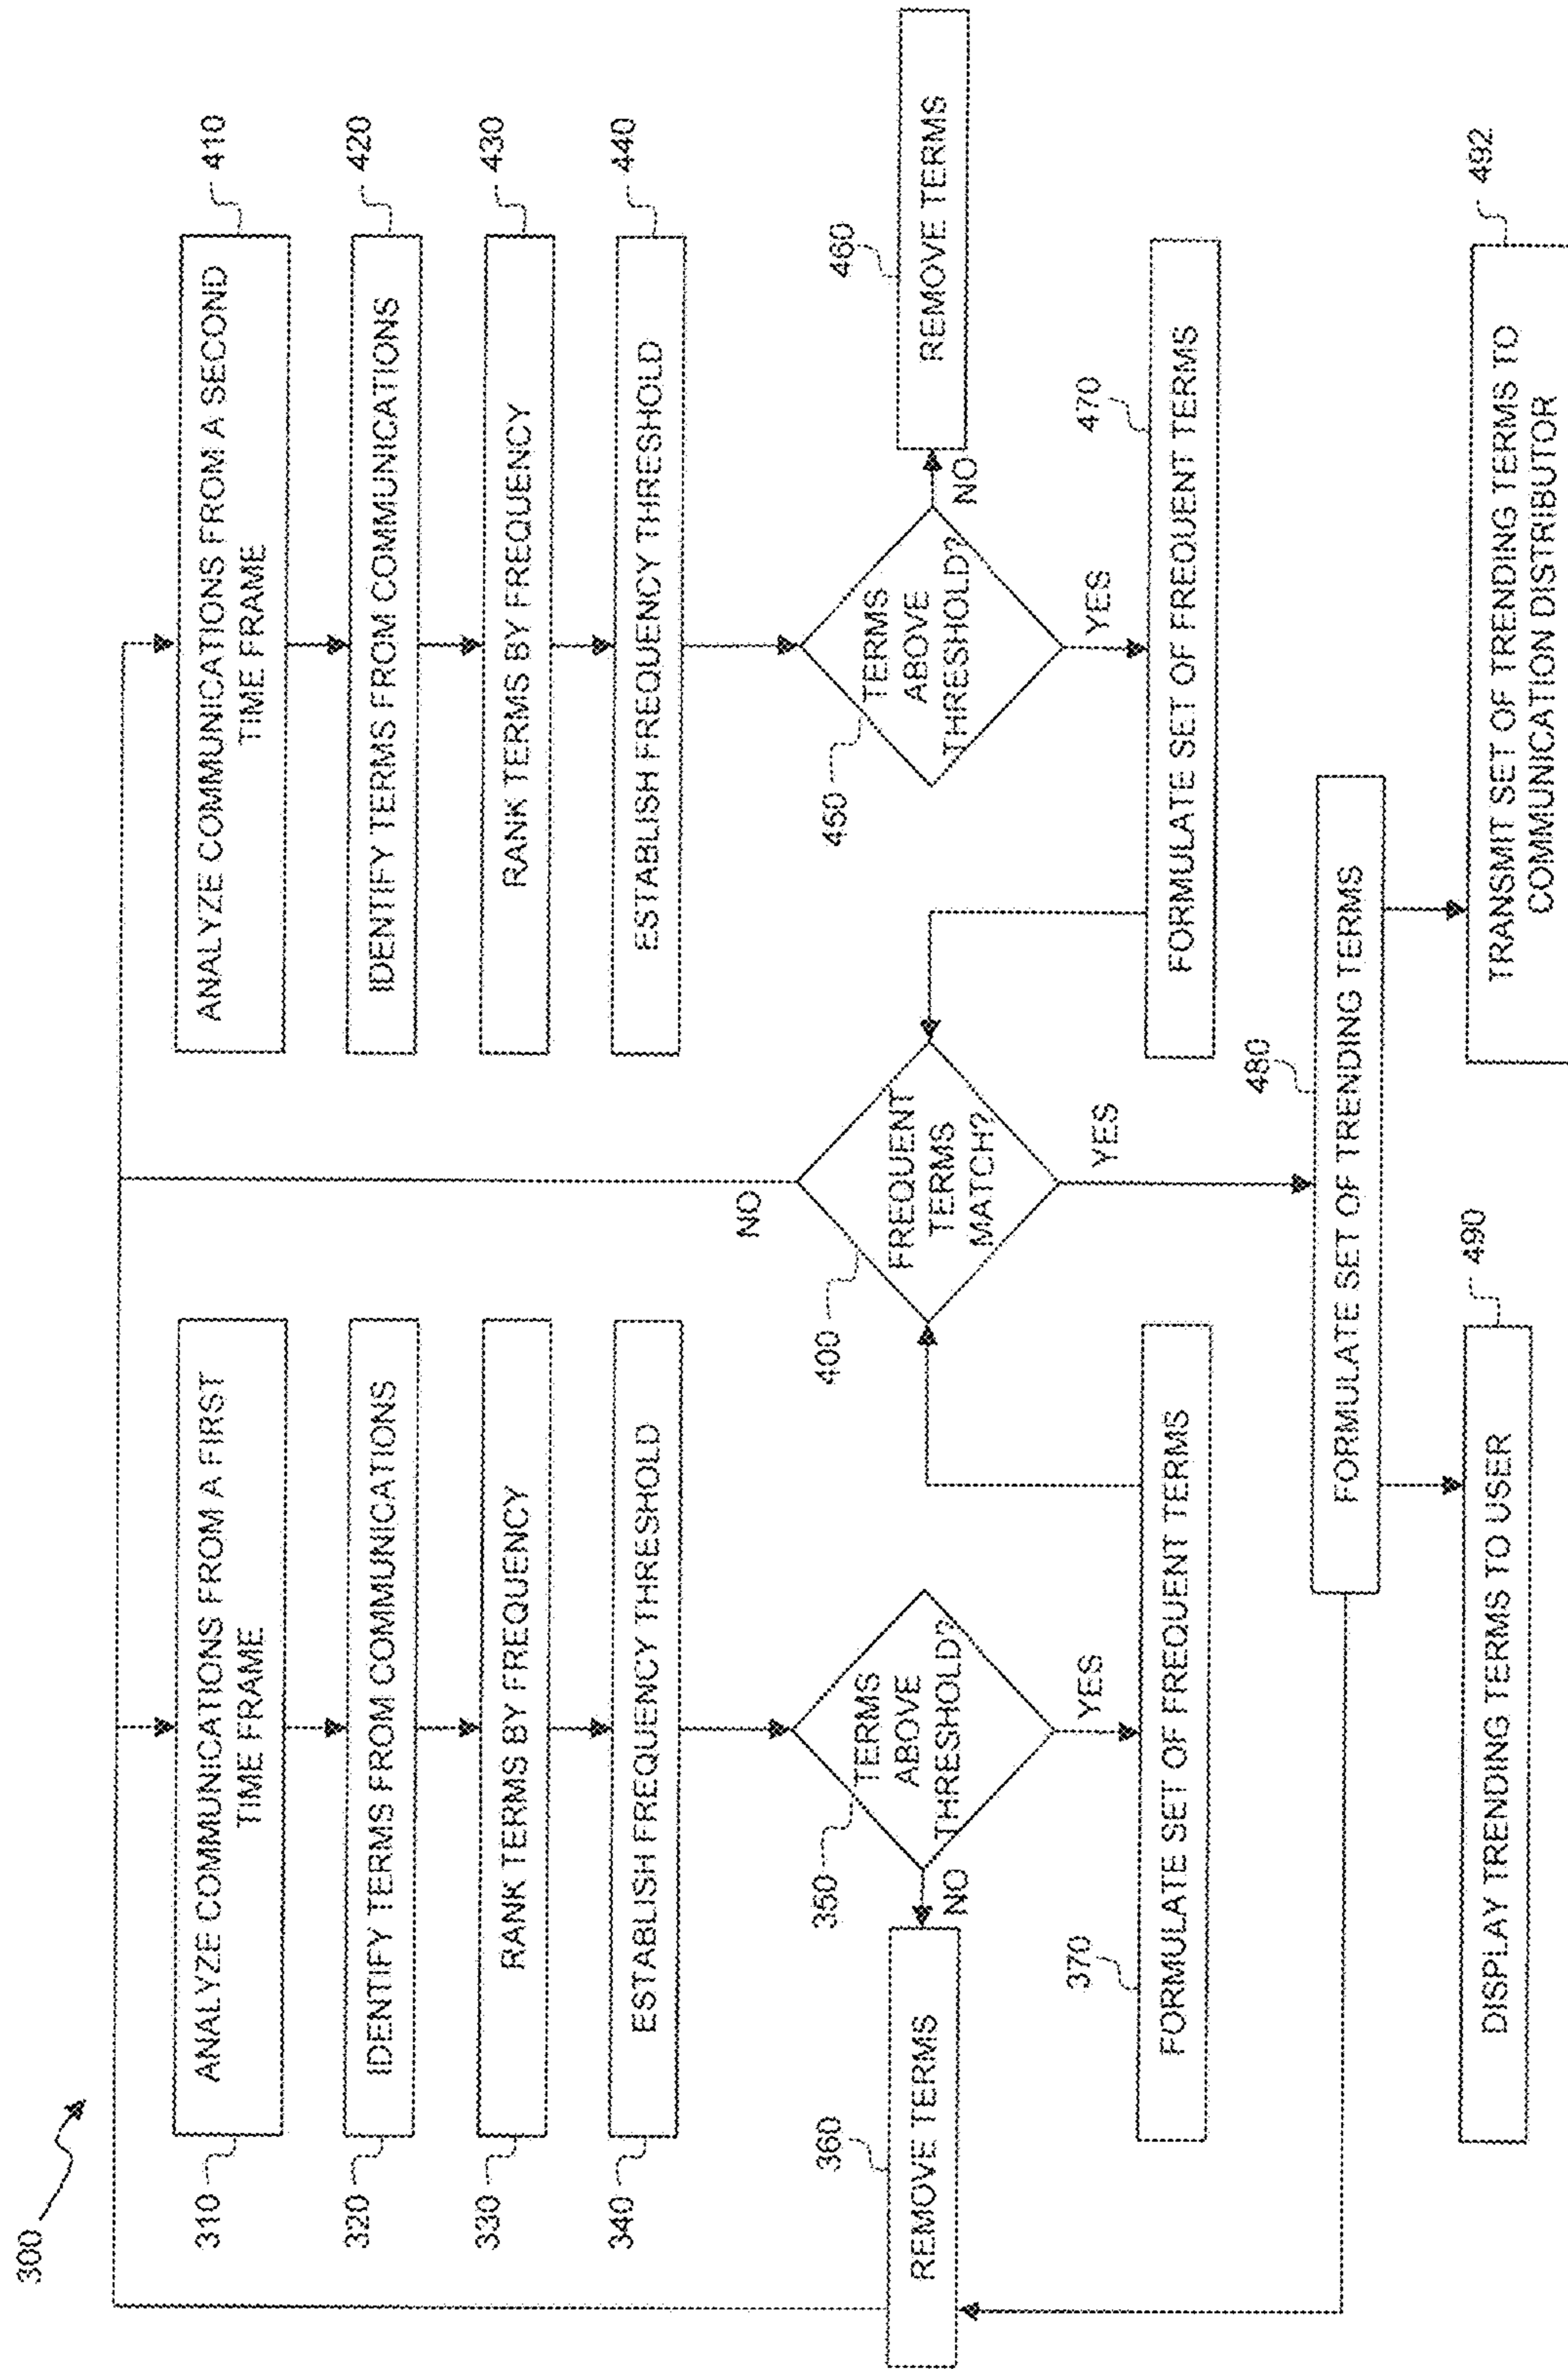 300
310
ANALYZE COMMUNICATIONS FROM A FIRST
TIME FRAME
320
IDENTIFY TERMS FROM COMMUNICATIONS
330
RANK TERMS BY FREQUENCY
340
ESTABLISH FREQUENCY THRESHOLD
350
TERMS
ABOVE
THRESHOLD?
NO
YES
360
REMOVE TERMS
370
FORMULATE SET OF FREQUENT TERMS
400
FREQUENT
TERMS
MATCH?
NO
YES
ANALYZE COMMUNICATIONS FROM A SECOND
TIME FRAME
410
IDENTIFY TERMS FROM COMMUNICATIONS
420
RANK TERMS BY FREQUENCY
430
ESTABLISH FREQUENCY THRESHOLD
440
450
TERMS
ABOVE
THRESHOLD?
NO
YES
460
REMOVE TERMS
470
FORMULATE SET OF FREQUENT TERMS
480
FORMULATE SET OF TRENDING TERMS
DISPLAY TRENDING TERMS TO USER
490
TRANSMIT SET OF TRENDING TERMS TO
COMMUNICATION DISTRIBUTOR
492